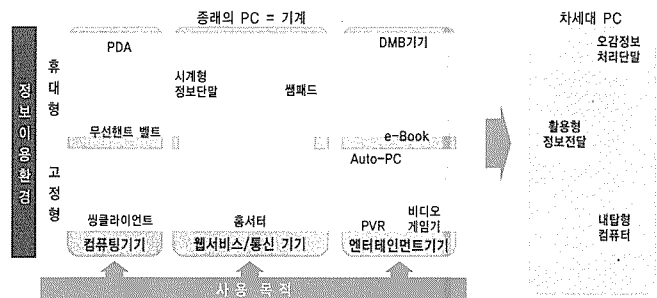 종래의 PC = 기계
차세대 PC
정보이용환경
휴대형
고정형
PDA
시계형
정보단말
쌤패드
DMB기기
무선핸트 벨트
e-Book
Auto-PC
씽클라이언트
홈서터
PVR
비디오
게임기
컴퓨팅기기
웹서비스/통신 기기
엔터테인먼트기기
사용 목적
오감정보
처리단말
활용형
정보전달
내탑형
컴퓨터